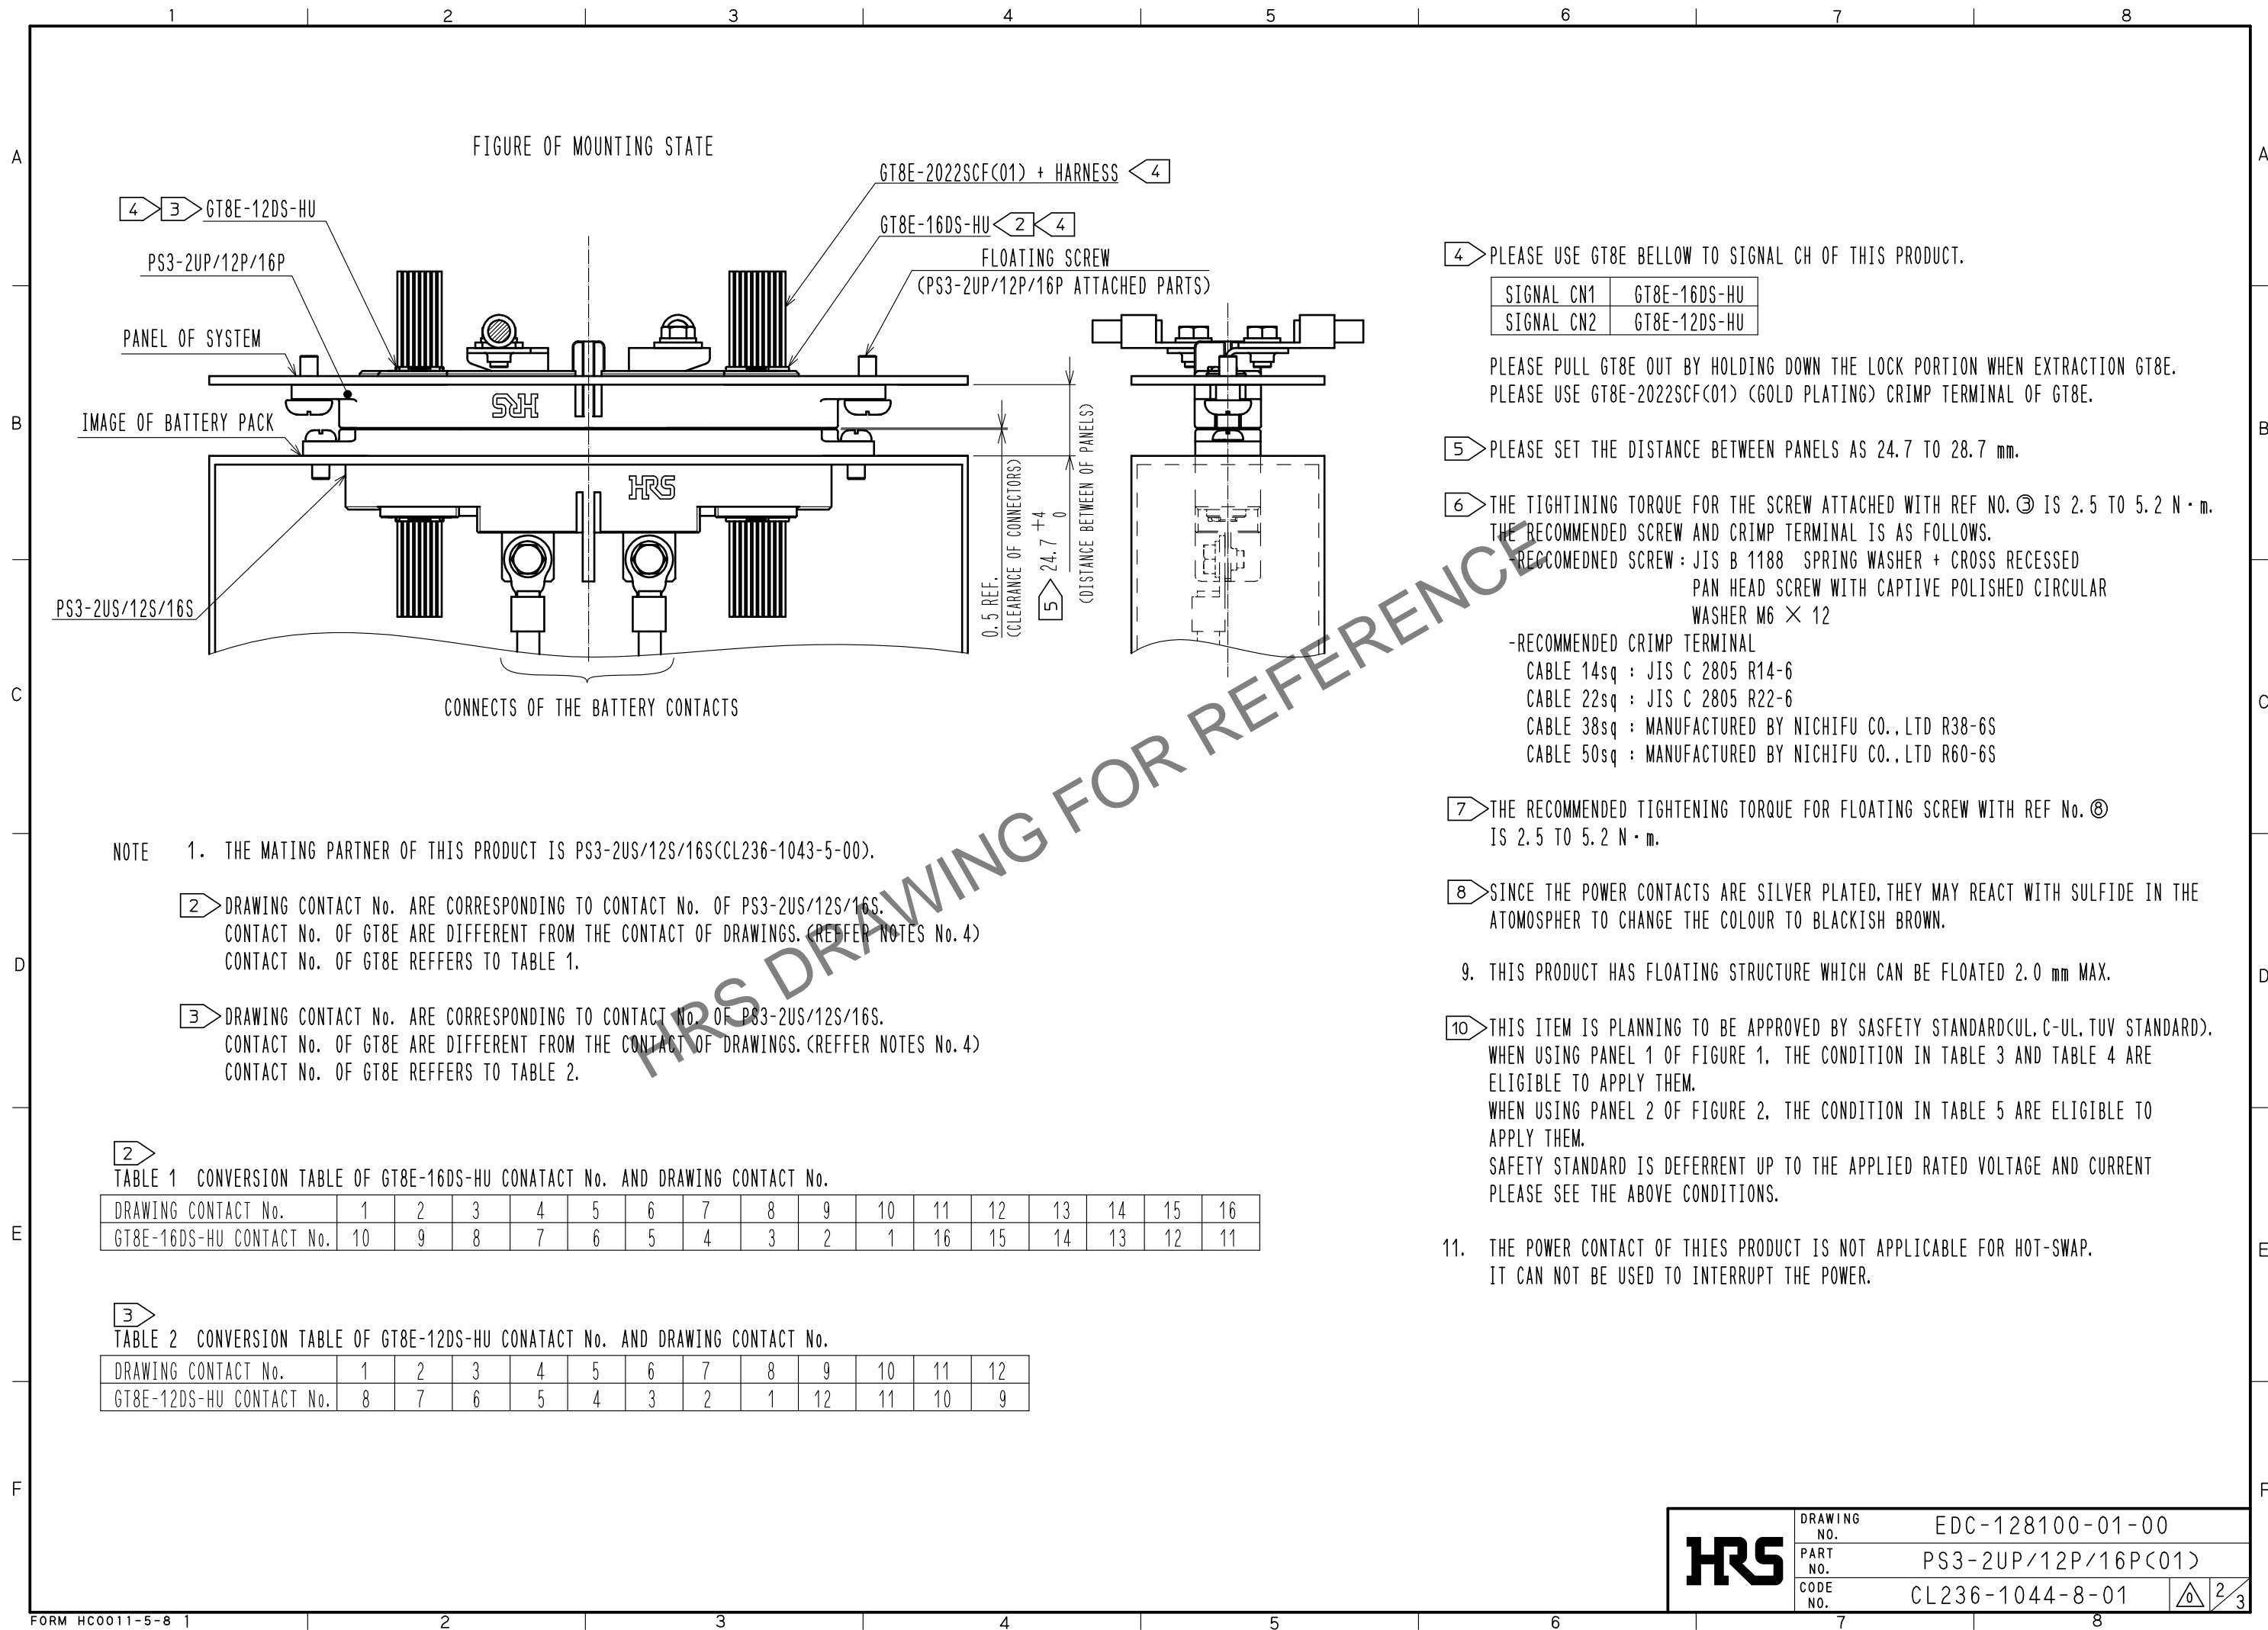 1 2 3 4 5 6 7 8
A A
B B
C C
D D
E E
F F
FIGURE OF MOUNTING STATE
GT8E-2022SCF(01) + HARNESS 4
4 3 GT8E-12DS-HU
GT8E-16DS-HU 2 4
PS3-2UP/12P/16P
FLOATING SCREW
(PS3-2UP/12P/16P ATTACHED PARTS)
PANEL OF SYSTEM
HRS
IMAGE OF BATTERY PACK
HRS
PS3-2US/12S/16S
0.5 REF.
(CLEARANCE OF CONNECTORS)
5 24.7 +4 0
(DISTANCE BETWEEN OF PANELS)
CONNECTS OF THE BATTERY CONTACTS
HRS DRAWING FOR REFERENCE
NOTE 1. THE MATING PARTNER OF THIS PRODUCT IS PS3-2US/12S/16S(CL236-1043-5-00).
2 DRAWING CONTACT No. ARE CORRESPONDING TO CONTACT No. OF PS3-2US/12S/16S.
CONTACT No. OF GT8E ARE DIFFERENT FROM THE CONTACT OF DRAWINGS.(REFFER NOTES No.4)
CONTACT No. OF GT8E REFFERS TO TABLE 1.
3 DRAWING CONTACT No. ARE CORRESPONDING TO CONTACT No. OF PS3-2US/12S/16S.
CONTACT No. OF GT8E ARE DIFFERENT FROM THE CONTACT OF DRAWINGS.(REFFER NOTES No.4)
CONTACT No. OF GT8E REFFERS TO TABLE 2.
2
TABLE 1 CONVERSION TABLE OF GT8E-16DS-HU CONATACT No. AND DRAWING CONTACT No.
DRAWING CONTACT No. 1 2 3 4 5 6 7 8 9 10 11 12 13 14 15 16
GT8E-16DS-HU CONTACT No. 10 9 8 7 6 5 4 3 2 1 16 15 14 13 12 11
3
TABLE 2 CONVERSION TABLE OF GT8E-12DS-HU CONATACT No. AND DRAWING CONTACT No.
DRAWING CONTACT No. 1 2 3 4 5 6 7 8 9 10 11 12
GT8E-12DS-HU CONTACT No. 8 7 6 5 4 3 2 1 12 11 10 9
4 PLEASE USE GT8E BELLOW TO SIGNAL CH OF THIS PRODUCT.
SIGNAL CN1 GT8E-16DS-HU
SIGNAL CN2 GT8E-12DS-HU
PLEASE PULL GT8E OUT BY HOLDING DOWN THE LOCK PORTION WHEN EXTRACTION GT8E.
PLEASE USE GT8E-2022SCF(01) (GOLD PLATING) CRIMP TERMINAL OF GT8E.
5 PLEASE SET THE DISTANCE BETWEEN PANELS AS 24.7 TO 28.7 mm.
6 THE TIGHTINING TORQUE FOR THE SCREW ATTACHED WITH REF NO.③ IS 2.5 TO 5.2 N・m.
THE RECOMMENDED SCREW AND CRIMP TERMINAL IS AS FOLLOWS.
-RECCOMEDNED SCREW : JIS B 1188 SPRING WASHER + CROSS RECESSED
PAN HEAD SCREW WITH CAPTIVE POLISHED CIRCULAR
WASHER M6 × 12
-RECOMMENDED CRIMP TERMINAL
CABLE 14sq : JIS C 2805 R14-6
CABLE 22sq : JIS C 2805 R22-6
CABLE 38sq : MANUFACTURED BY NICHIFU CO.,LTD R38-6S
CABLE 50sq : MANUFACTURED BY NICHIFU CO.,LTD R60-6S
7 THE RECOMMENDED TIGHTENING TORQUE FOR FLOATING SCREW WITH REF No.⑧
IS 2.5 TO 5.2 N・m.
8 SINCE THE POWER CONTACTS ARE SILVER PLATED,THEY MAY REACT WITH SULFIDE IN THE
ATOMOSPHER TO CHANGE THE COLOUR TO BLACKISH BROWN.
9. THIS PRODUCT HAS FLOATING STRUCTURE WHICH CAN BE FLOATED 2.0 mm MAX.
10 THIS ITEM IS PLANNING TO BE APPROVED BY SASFETY STANDARD(UL,C-UL,TUV STANDARD).
WHEN USING PANEL 1 OF FIGURE 1, THE CONDITION IN TABLE 3 AND TABLE 4 ARE
ELIGIBLE TO APPLY THEM.
WHEN USING PANEL 2 OF FIGURE 2, THE CONDITION IN TABLE 5 ARE ELIGIBLE TO
APPLY THEM.
SAFETY STANDARD IS DEFERRENT UP TO THE APPLIED RATED VOLTAGE AND CURRENT
PLEASE SEE THE ABOVE CONDITIONS.
11. THE POWER CONTACT OF THIES PRODUCT IS NOT APPLICABLE FOR HOT-SWAP.
IT CAN NOT BE USED TO INTERRUPT THE POWER.
HRS
DRAWING NO. EDC-128100-01-00
PART NO. PS3-2UP/12P/16P(01)
CODE NO. CL236-1044-8-01 0 2/3
FORM HC0011-5-8 1 2 3 4 5 6 7 8